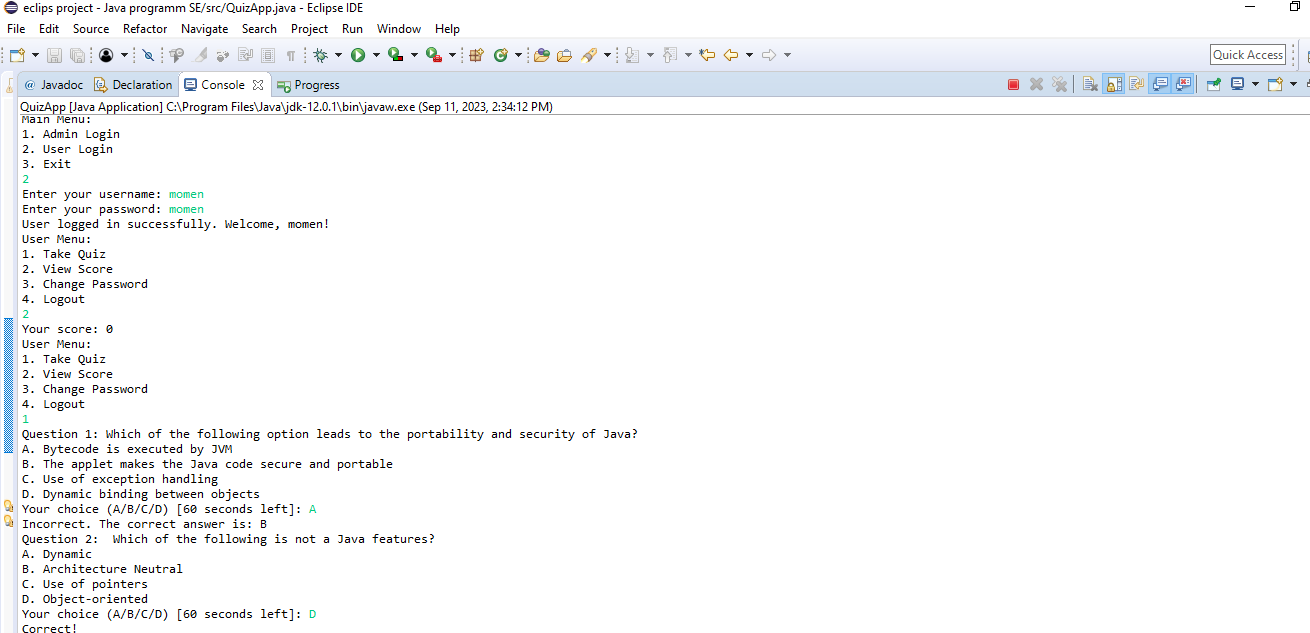 eclips project - Java programm SE/src/QuizApp.java - Eclipse IDE
File Edit Source Refactor Navigate Search Project Run Window Help
Quick Access
@ Javadoc Declaration Console Progress
QuizApp [Java Application] C:\Program Files\Java\jdk-12.0.1\bin\javaw.exe (Sep 11, 2023, 2:34:12 PM)
Main Menu:
1. Admin Login
2. User Login
3. Exit
2
Enter your username: momen
Enter your password: momen
User logged in successfully. Welcome, momen!
User Menu:
1. Take Quiz
2. View Score
3. Change Password
4. Logout
2
Your score: 0
User Menu:
1. Take Quiz
2. View Score
3. Change Password
4. Logout
1
Question 1: Which of the following option leads to the portability and security of Java?
A. Bytecode is executed by JVM
B. The applet makes the Java code secure and portable
C. Use of exception handling
D. Dynamic binding between objects
Your choice (A/B/C/D) [60 seconds left]: A
Incorrect. The correct answer is: B
Question 2:  Which of the following is not a Java features?
A. Dynamic
B. Architecture Neutral
C. Use of pointers
D. Object-oriented
Your choice (A/B/C/D) [60 seconds left]: D
Correct!